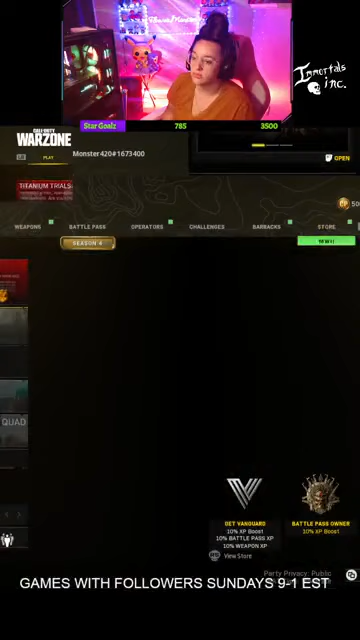 Immortals
inc.
Star Goalz 785 3500
CALL OF DUTY
WARZONE
LB PLAY
Monster420#1673400
OPEN
TITANIUM TRIALS:
WEAPONS BATTLE PASS OPERATORS CHALLENGES BARRACKS STORE
SEASON 4
QUAD
GET VANGUARD
10% XP Boost
10% BATTLE PASS XP
10% WEAPON XP
View Store
BATTLE PASS OWNER
10% XP Boost
Party Privacy: Public
GAMES WITH FOLLOWERS SUNDAYS 9-1 EST